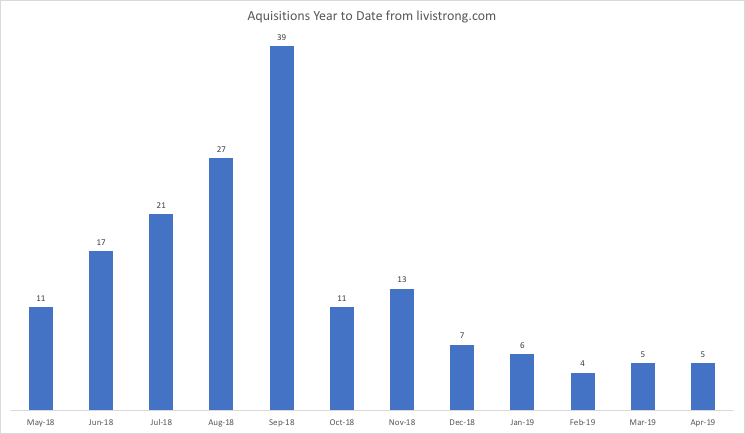 Aquisitions Year to Date from livistrong.com
39
27
21
17
13
11
11
7
6
5
5
4
May-18
Jun-18
Jul-18
Aug-18
Sep-18
Oct-18
Nov-18
Dec-18
Jan-19
Feb-19
Mar-19
Apr-19